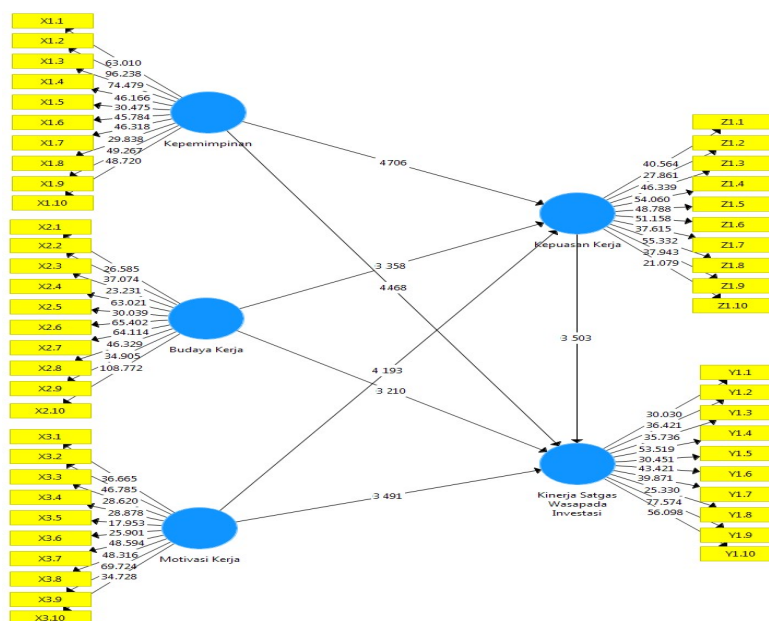 X1.1
X1.2
X1.3
X1.4
X1.5
X1.6
X1.7
X1.8
X1.9
X1.10
63.010
96.238
74.479
46.166
30.475
45.784
46.318
29.838
49.267
48.720
Kepemimpinan
X2.1
X2.2
X2.3
X2.4
X2.5
X2.6
X2.7
X2.8
X2.9
X2.10
26.585
37.074
23.231
63.021
30.039
65.402
64.114
46.329
34.905
108.772
Budaya Kerja
X3.1
X3.2
X3.3
X3.4
X3.5
X3.6
X3.7
X3.8
X3.9
X3.10
36.665
46.785
28.620
28.878
17.953
25.901
48.594
48.316
69.724
34.728
Motivasi Kerja
4706
3 358
4468
4 193
3 210
3 491
3 503
Kepuasan Kerja
40.564
27.861
46.339
54.060
48.788
51.158
37.615
55.332
37.943
21.079
Z1.1
Z1.2
Z1.3
Z1.4
Z1.5
Z1.6
Z1.7
Z1.8
Z1.9
Z1.10
Kinerja Satgas
Waspada
Investasi
30.030
36.421
35.736
53.519
30.451
43.421
39.871
25.330
77.574
56.098
Y1.1
Y1.2
Y1.3
Y1.4
Y1.5
Y1.6
Y1.7
Y1.8
Y1.9
Y1.10